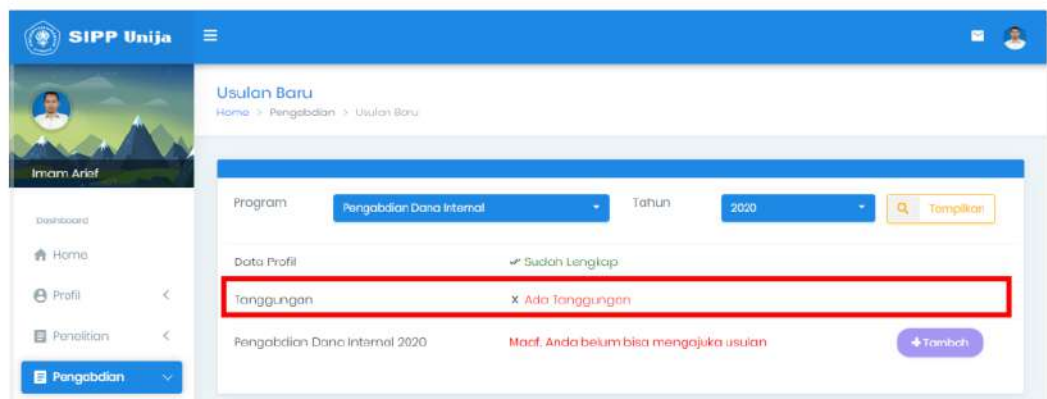 SIPP Unija
Usulan Baru
Home > Pengabdian > Usulan Baru
Imam Arief
Dashboard
Home
Profil
Penelitian
Pengabdian
Program Pengabdian Dana Internal Tahun 2020 Tampilkan
Data Profil Sudah Lengkap
Tanggungan X Ada Tanggungan
Pengabdian Dana Internal 2020 Maaf, Anda belum bisa mengajuka usulan +Tambah